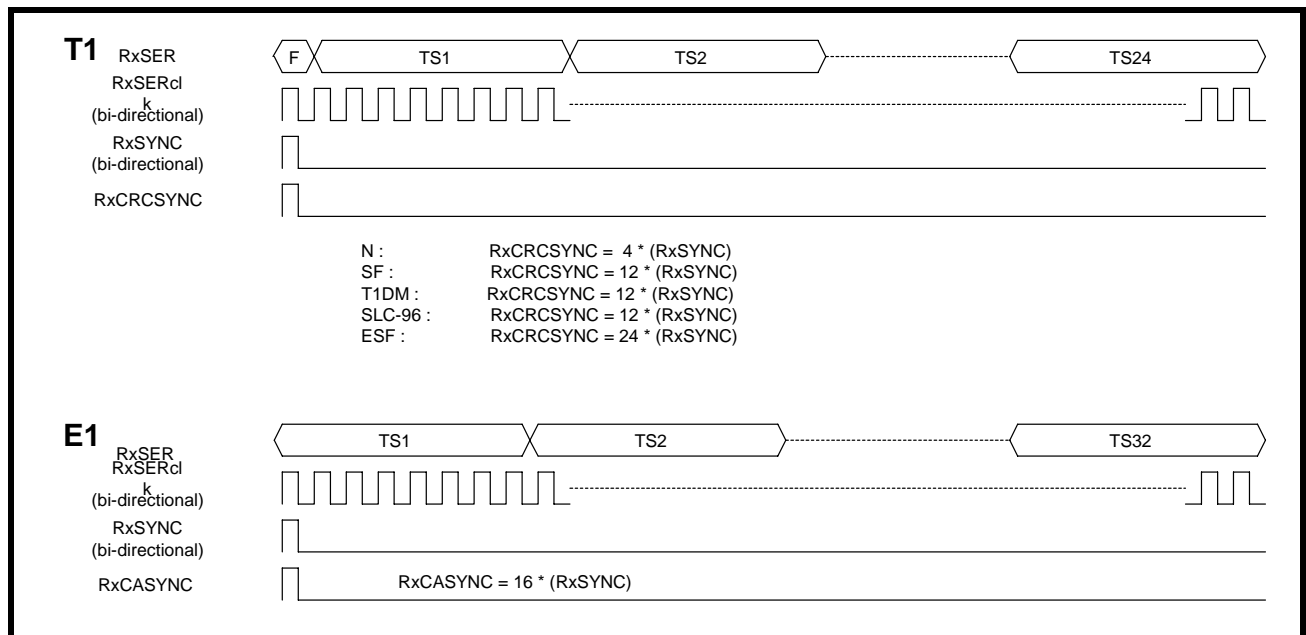 T1
RxSER
F
TS1
TS2
TS24
RxSERcl
k
(bi-directional)
RxSYNC
(bi-directional)
RxCRCSYNC
N : RxCRCSYNC = 4 * (RxSYNC)
SF : RxCRCSYNC = 12 * (RxSYNC)
T1DM : RxCRCSYNC = 12 * (RxSYNC)
SLC-96 : RxCRCSYNC = 12 * (RxSYNC)
ESF : RxCRCSYNC = 24 * (RxSYNC)
E1
RxSER
TS1
TS2
TS32
RxSERcl
k
(bi-directional)
RxSYNC
(bi-directional)
RxCASYNC
RxCASYNC = 16 * (RxSYNC)